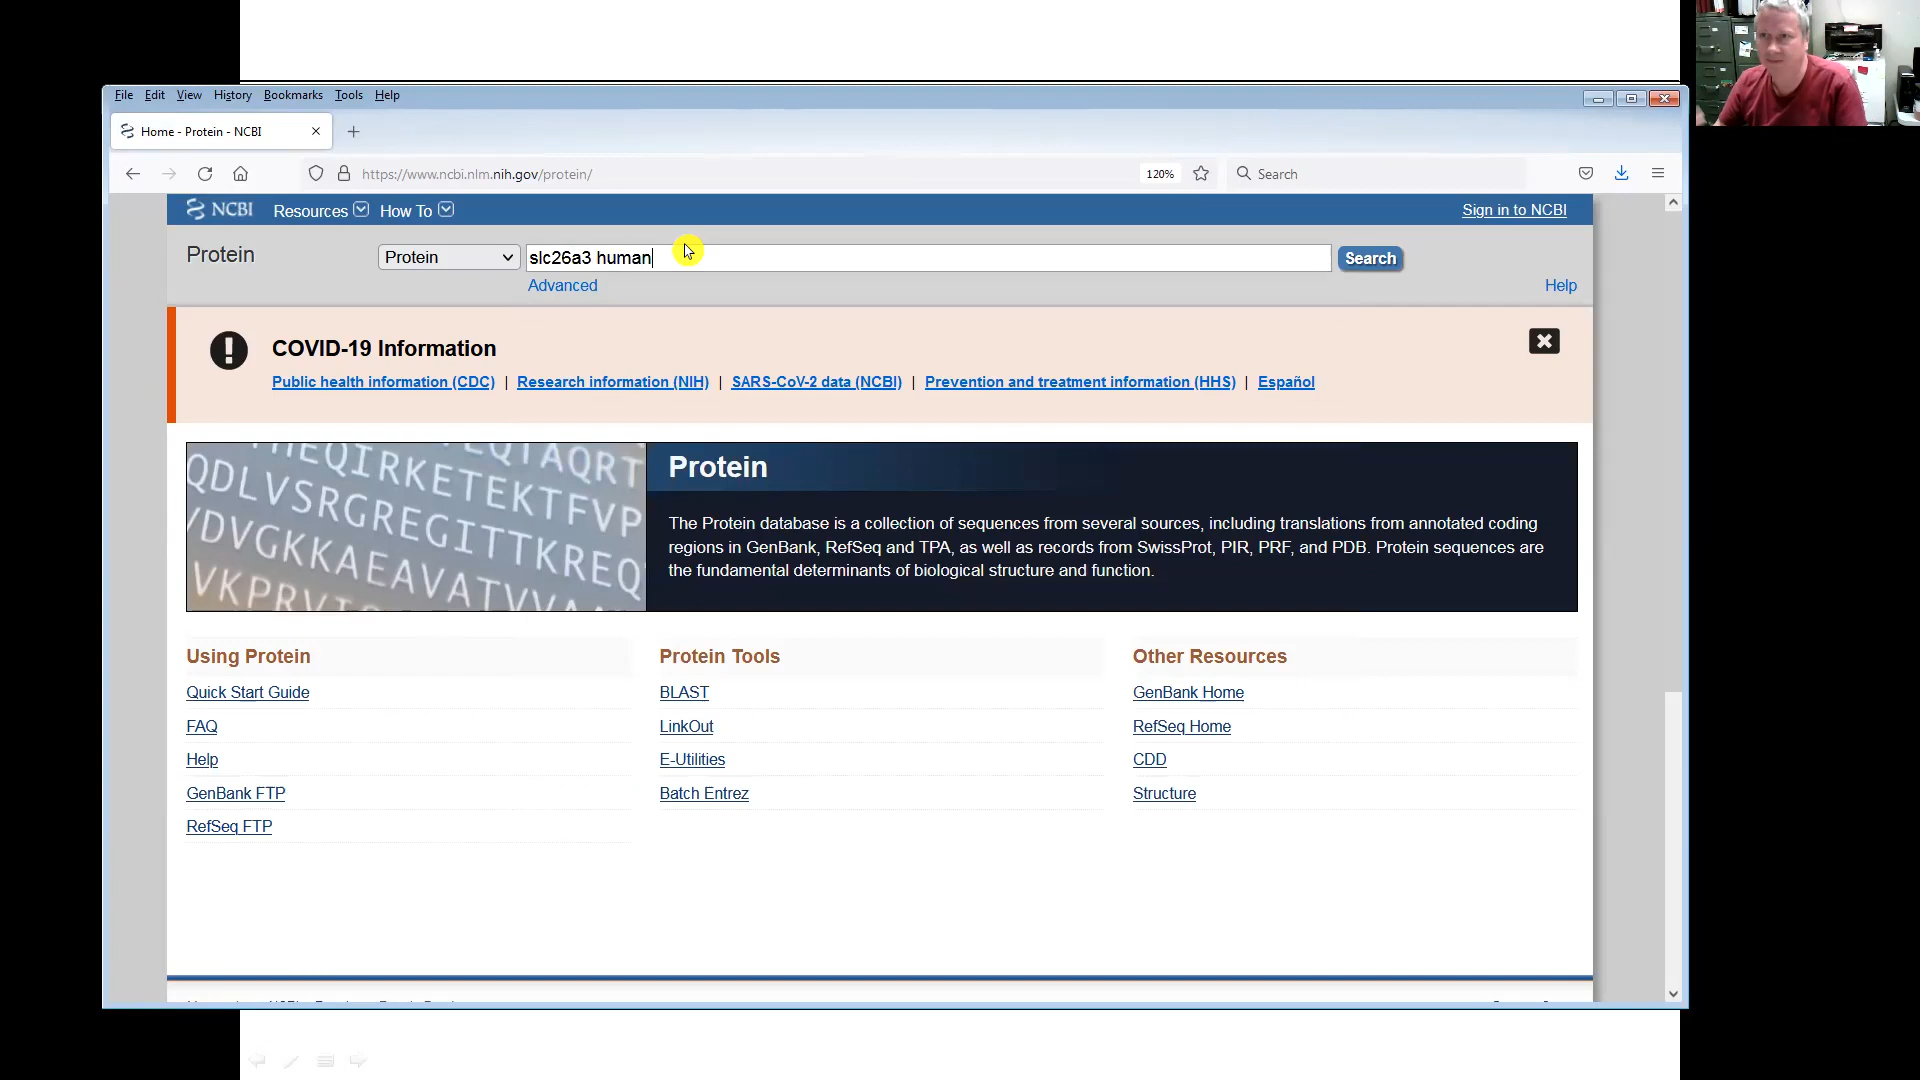 File Edit View History Bookmarks Tools Help
Home - Protein - NCBI
https://www.ncbi.nlm.nih.gov/protein/
120%
Search
NCBI Resources How To
Sign in to NCBI
Protein
Protein
slc26a3 human
Search
Advanced
Help
COVID-19 Information
Public health information (CDC) | Research information (NIH) | SARS-CoV-2 data (NCBI) | Prevention and treatment information (HHS) | Español
QDLVSRGREGITTKREQ
VDVGKKAEAVATVVA
Protein
The Protein database is a collection of sequences from several sources, including translations from annotated coding
regions in GenBank, RefSeq and TPA, as well as records from SwissProt, PIR, PRF, and PDB. Protein sequences are
the fundamental determinants of biological structure and function.
Using Protein
Quick Start Guide
FAQ
Help
GenBank FTP
RefSeq FTP
Protein Tools
BLAST
LinkOut
E-Utilities
Batch Entrez
Other Resources
GenBank Home
RefSeq Home
CDD
Structure